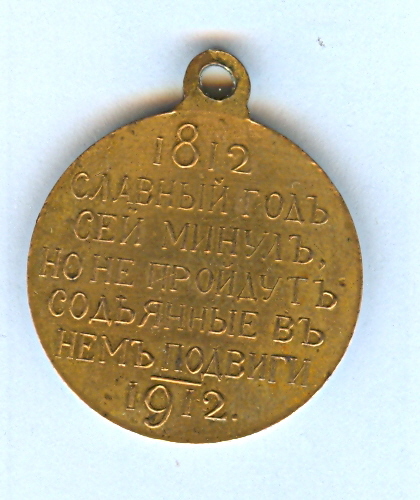 1812
СЛАВНЫЙ ГОДЪ
СЕЙ МИНУЛЪ,
НО НЕ ПРОЙДУТЪ
СОДѢЯННЫЕ ВЪ
НЕМЪ ПОДВИГИ
1912.